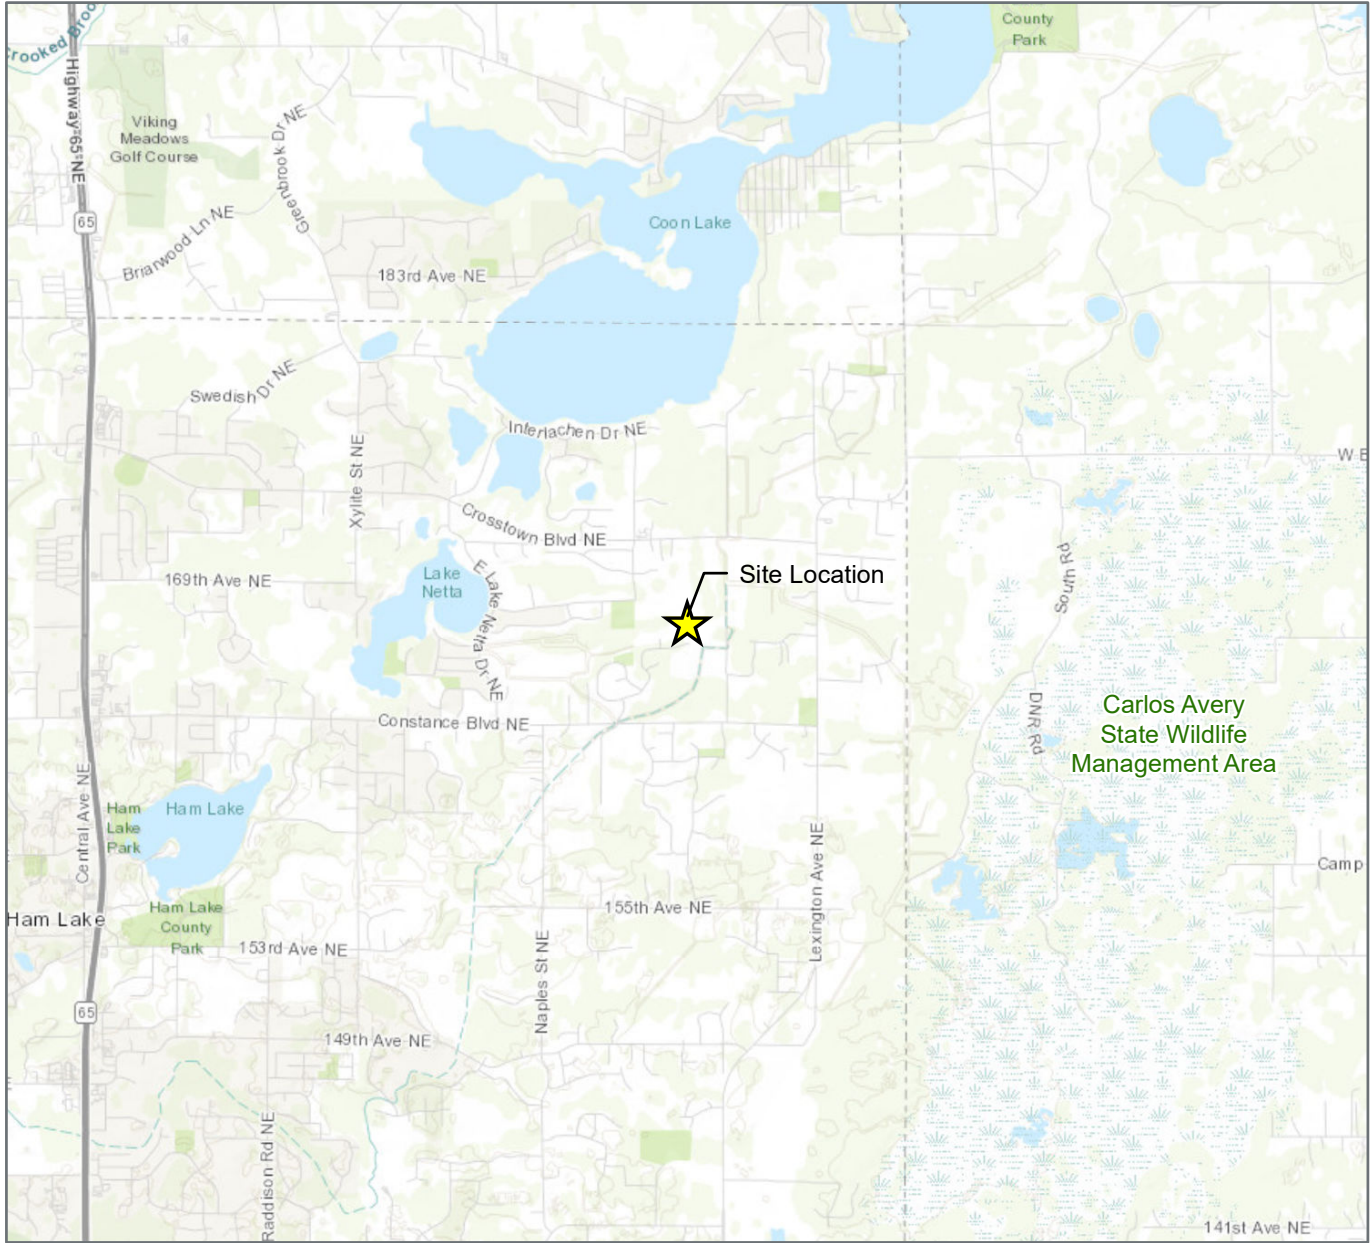 County
Park
Crooked Broo
Highway 65 NE
Viking
Meadows
Golf Course
Greenbrook Dr NE
65
Briarwood Ln NE
Coon Lake
183rd Ave NE
Swedish Dr NE
Interlachen Dr NE
Xylite St NE
W B
Crosstown Blvd NE
169th Ave NE
Lake
Netta
E Lake Netta Dr NE
Site Location
South Rd
DNR Rd
Carlos Avery
State Wildlife
Management Area
Constance Blvd NE
Central Ave NE
Ham
Lake
Park
Ham Lake
Lexington Ave NE
Camp
Ham Lake
Ham Lake
County
Park
155th Ave NE
153rd Ave NE
Naples St NE
65
149th Ave NE
Raddison Rd NE
141st Ave NE